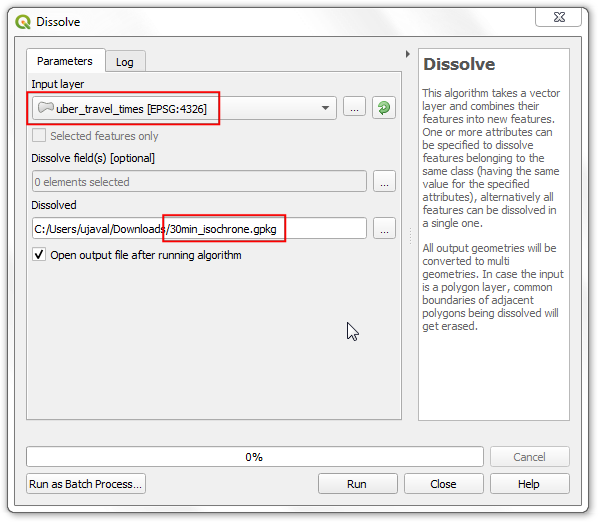 Dissolve
Parameters
Log
Input layer
uber_travel_times [EPSG:4326]
...
Selected features only
Dissolve field(s) [optional]
0 elements selected
...
Dissolved
C:/Users/ujaval/Downloads/30min_isochrone.gpkg
...
Open output file after running algorithm
Dissolve
This algorithm takes a vector
layer and combines their
features into new features.
One or more attributes can
be specified to dissolve
features belonging to the
same class (having the same
value for the specified
attributes), alternatively all
features can be dissolved in
a single one.
All output geometries will be
converted to multi
geometries. In case the input
is a polygon layer, common
boundaries of adjacent
polygons being dissolved will
get erased.
0%
Cancel
Run as Batch Process...
Run
Close
Help